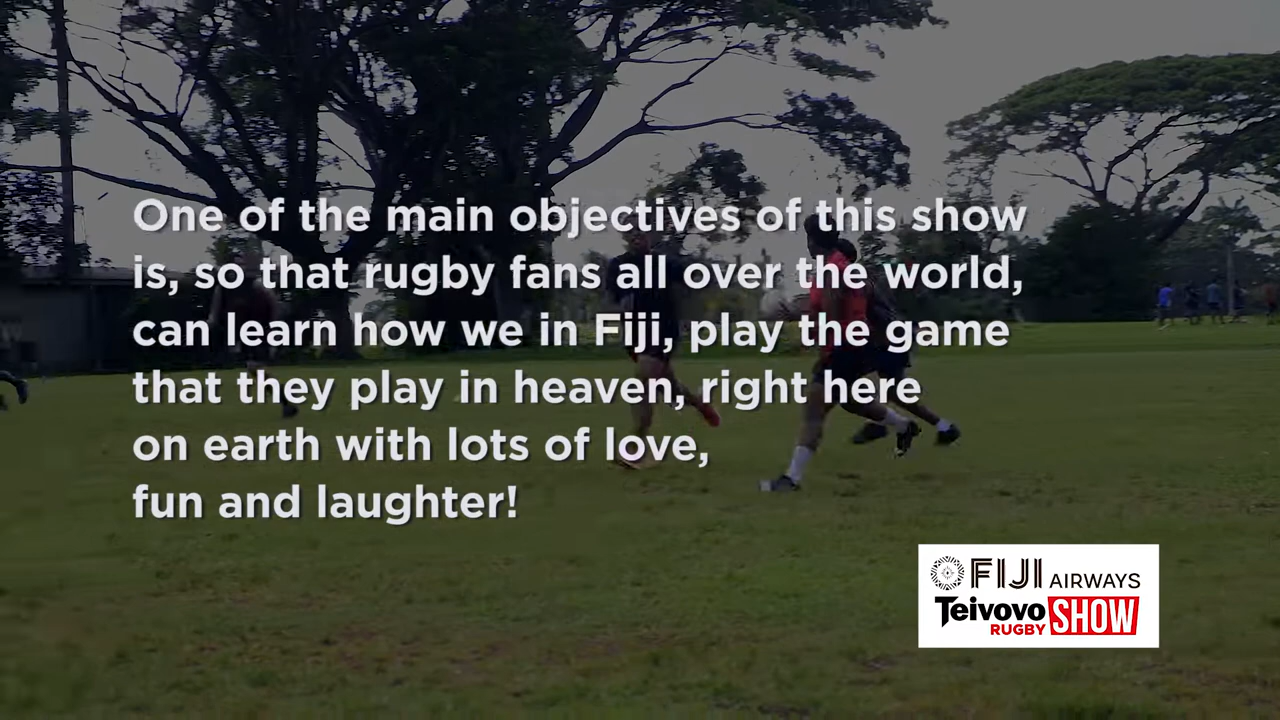 One of the main objectives of this show
is, so that rugby fans all over the world,
can learn how we in Fiji, play the game
that they play in heaven, right here
on earth with lots of love,
fun and laughter!
FIJI AIRWAYS
Teivovo
RUGBY SHOW